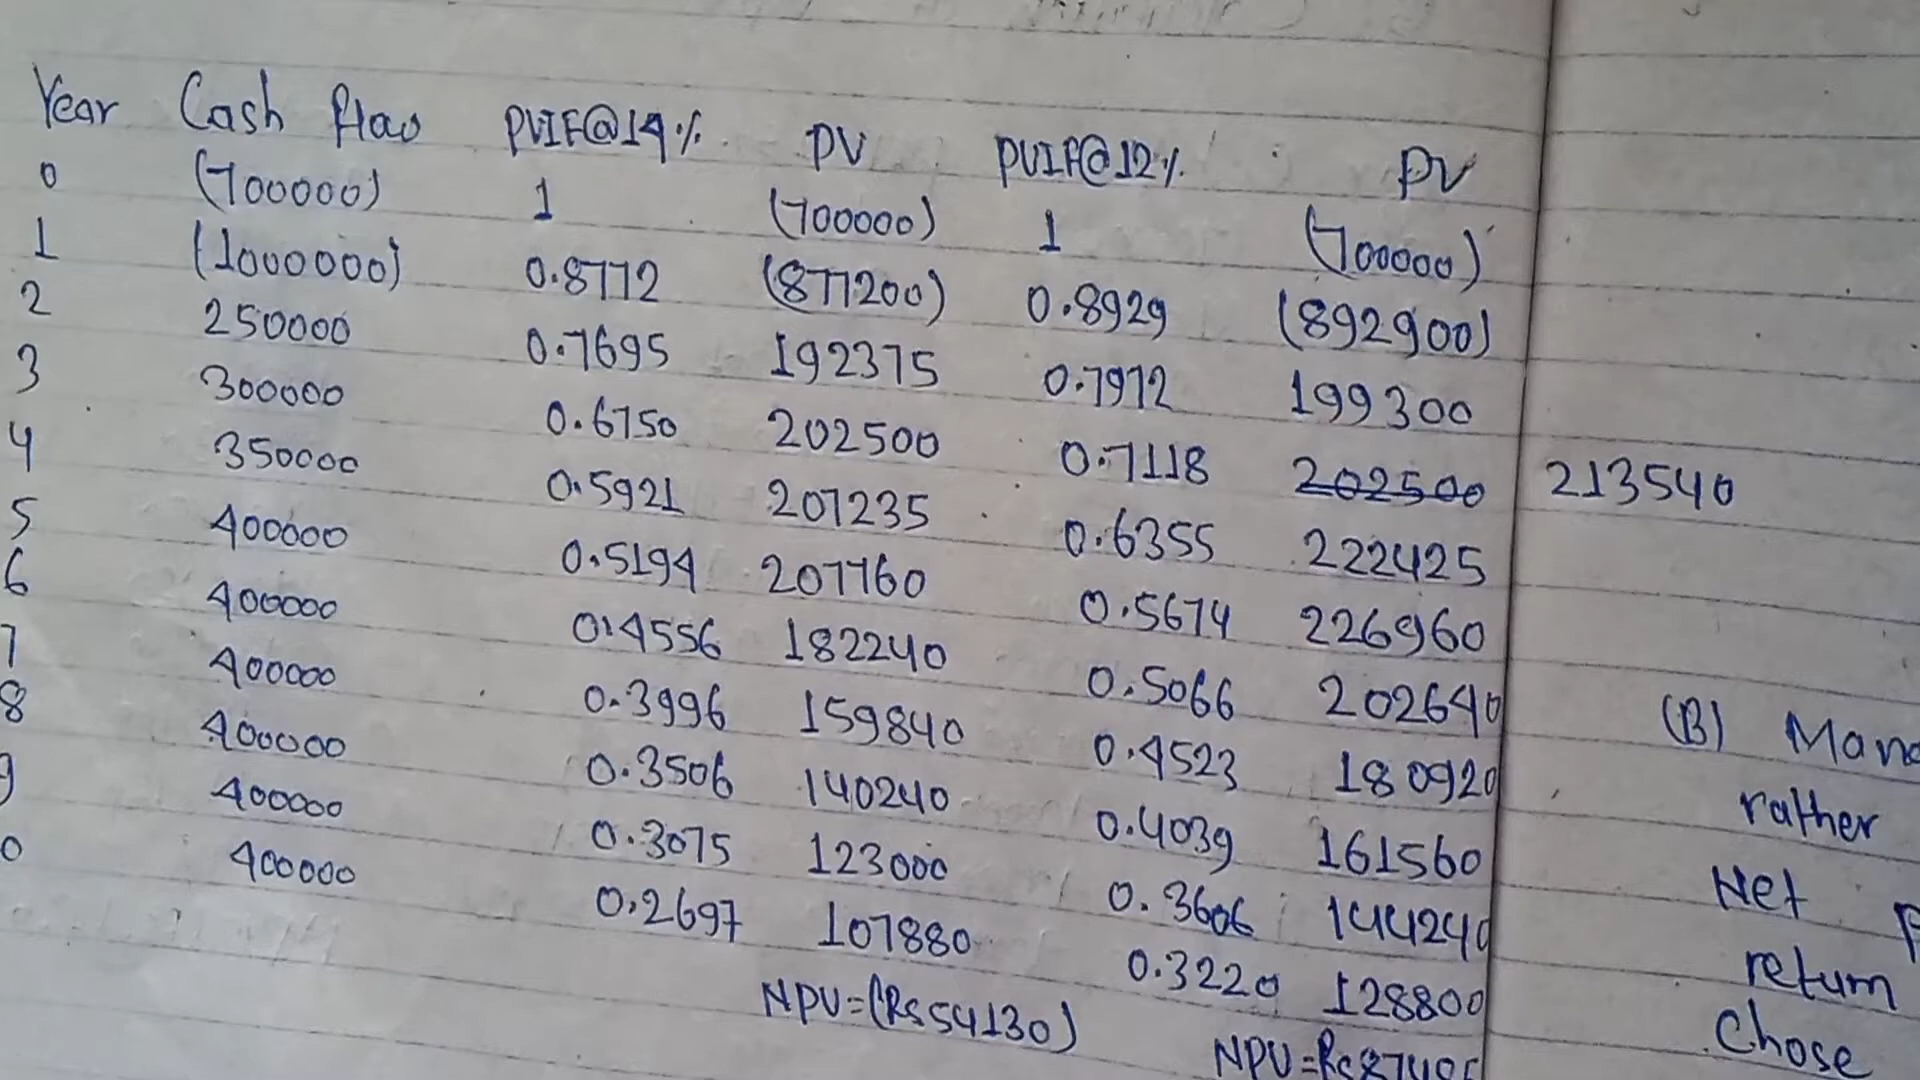 Year Cash flow PVIF@14% PV PVIF@12% PV
0 (700000) 1 (700000) 1 (700000)
1 (1000000) 0.8772 (877200) 0.8929 (892900)
2 250000 0.7695 192375 0.7972 199300
3 300000 0.6750 202500 0.7118 202500 213540
4 350000 0.5921 207235 0.6355 222425
5 400000 0.5194 207760 0.5674 226960
6 400000 0.4556 182240 0.5066 202640
7 400000 0.3996 159840 0.4523 180920
8 400000 0.3506 140240 0.4039 161560
9 400000 0.3075 123000 0.3606 144240
0 400000 0.2697 107880 0.3220 128800
NPV=(Rs54130) NPV=Rs8740
(B)
rather
Net
return
Chose